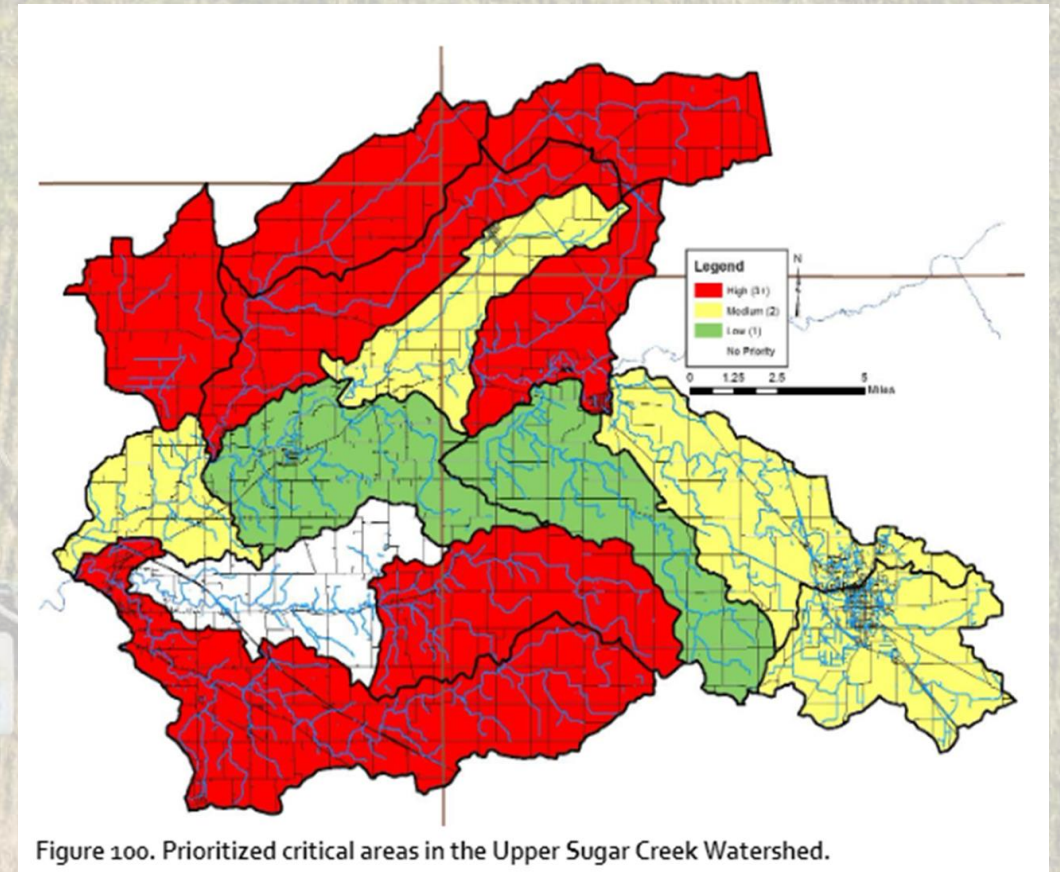 N
Legend
High (3+)
Medium (2)
Low (1)
No Priority
0 1.25 2.5 5
Miles
Figure 100. Prioritized critical areas in the Upper Sugar Creek Watershed.